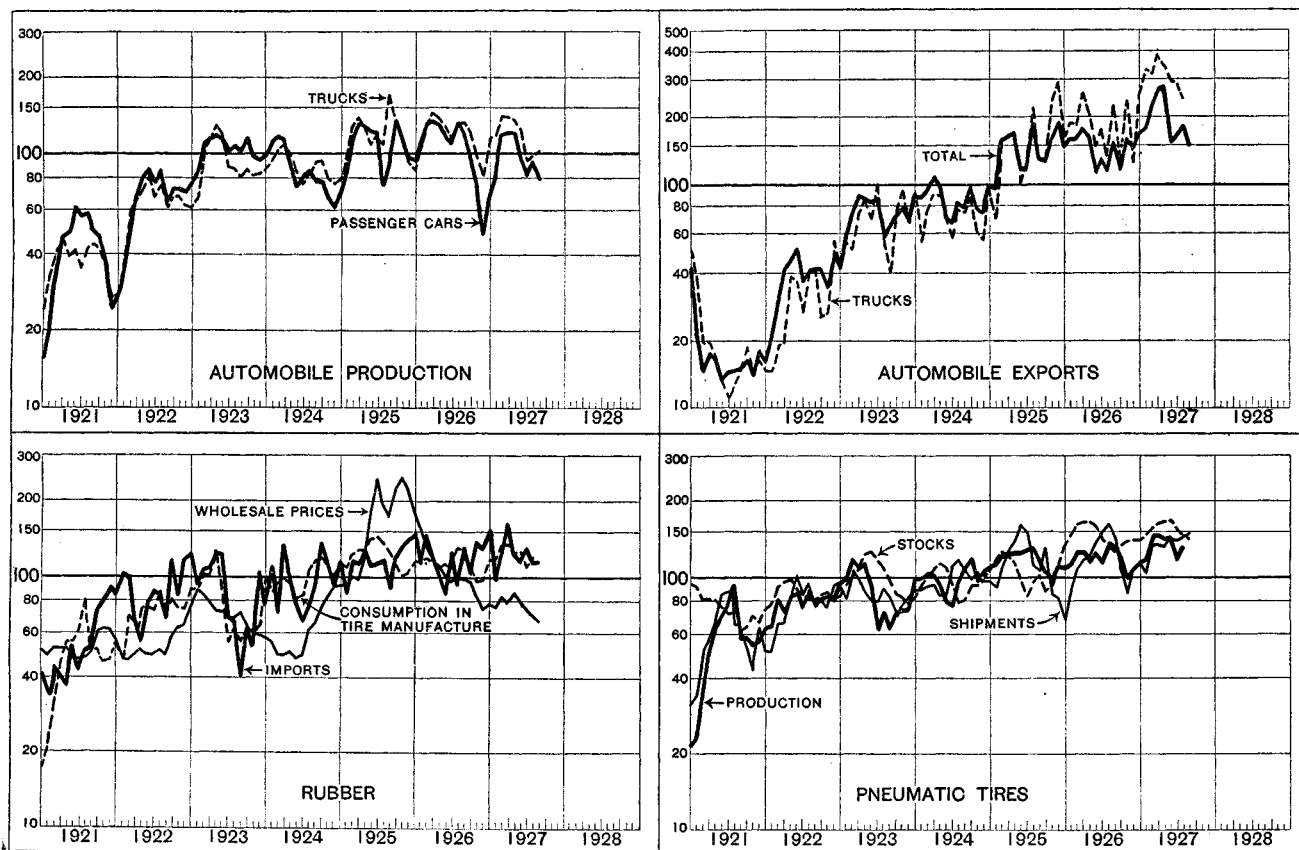 300
200
150
100
80
60
40
20
10
TRUCKS
PASSENGER CARS
AUTOMOBILE PRODUCTION
1921 1922 1923 1924 1925 1926 1927 1928
500
400
300
200
150
100
80
60
40
20
10
TOTAL
TRUCKS
AUTOMOBILE EXPORTS
1921 1922 1923 1924 1925 1926 1927 1928
300
200
150
100
80
60
40
20
10
WHOLESALE PRICES
CONSUMPTION IN
TIRE MANUFACTURE
IMPORTS
RUBBER
1921 1922 1923 1924 1925 1926 1927 1928
300
200
150
100
80
60
40
20
10
STOCKS
SHIPMENTS
PRODUCTION
PNEUMATIC TIRES
1921 1922 1923 1924 1925 1926 1927 1928